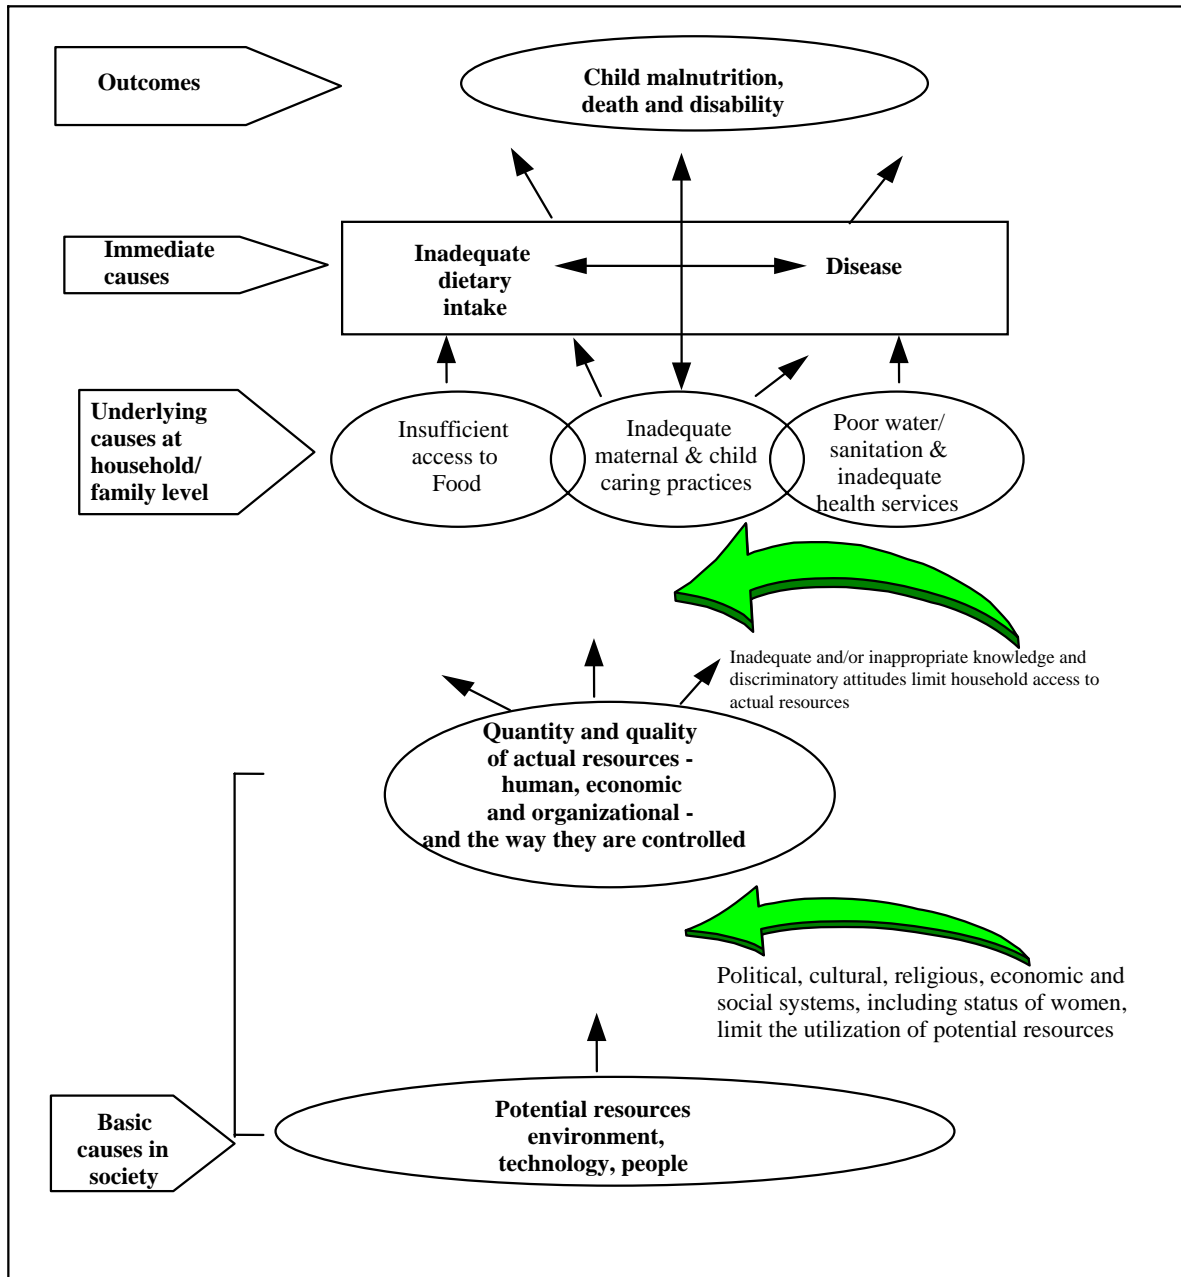 Outcomes
Child malnutrition,
death and disability
Immediate
causes
Inadequate
dietary
intake
Disease
Underlying
causes at
household/
family level
Insufficient
access to
Food
Inadequate
maternal & child
caring practices
Poor water/
sanitation &
inadequate
health services
Inadequate and/or inappropriate knowledge and
discriminatory attitudes limit household access to
actual resources
Quantity and quality
of actual resources -
human, economic
and organizational -
and the way they are controlled
Political, cultural, religious, economic and
social systems, including status of women,
limit the utilization of potential resources
Basic
causes in
society
Potential resources
environment,
technology, people